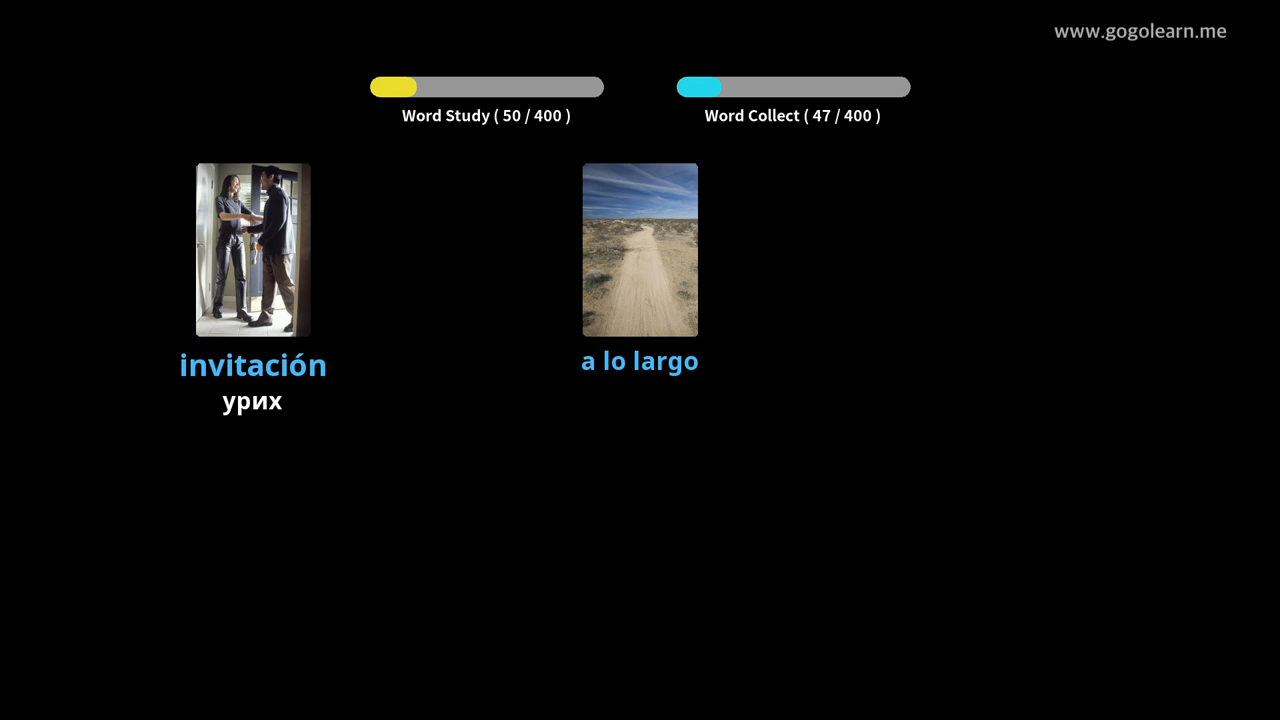 www.gogolearn.me
Word Study ( 50 / 400 )
Word Collect ( 47 / 400 )
invitación
урих
a lo largo